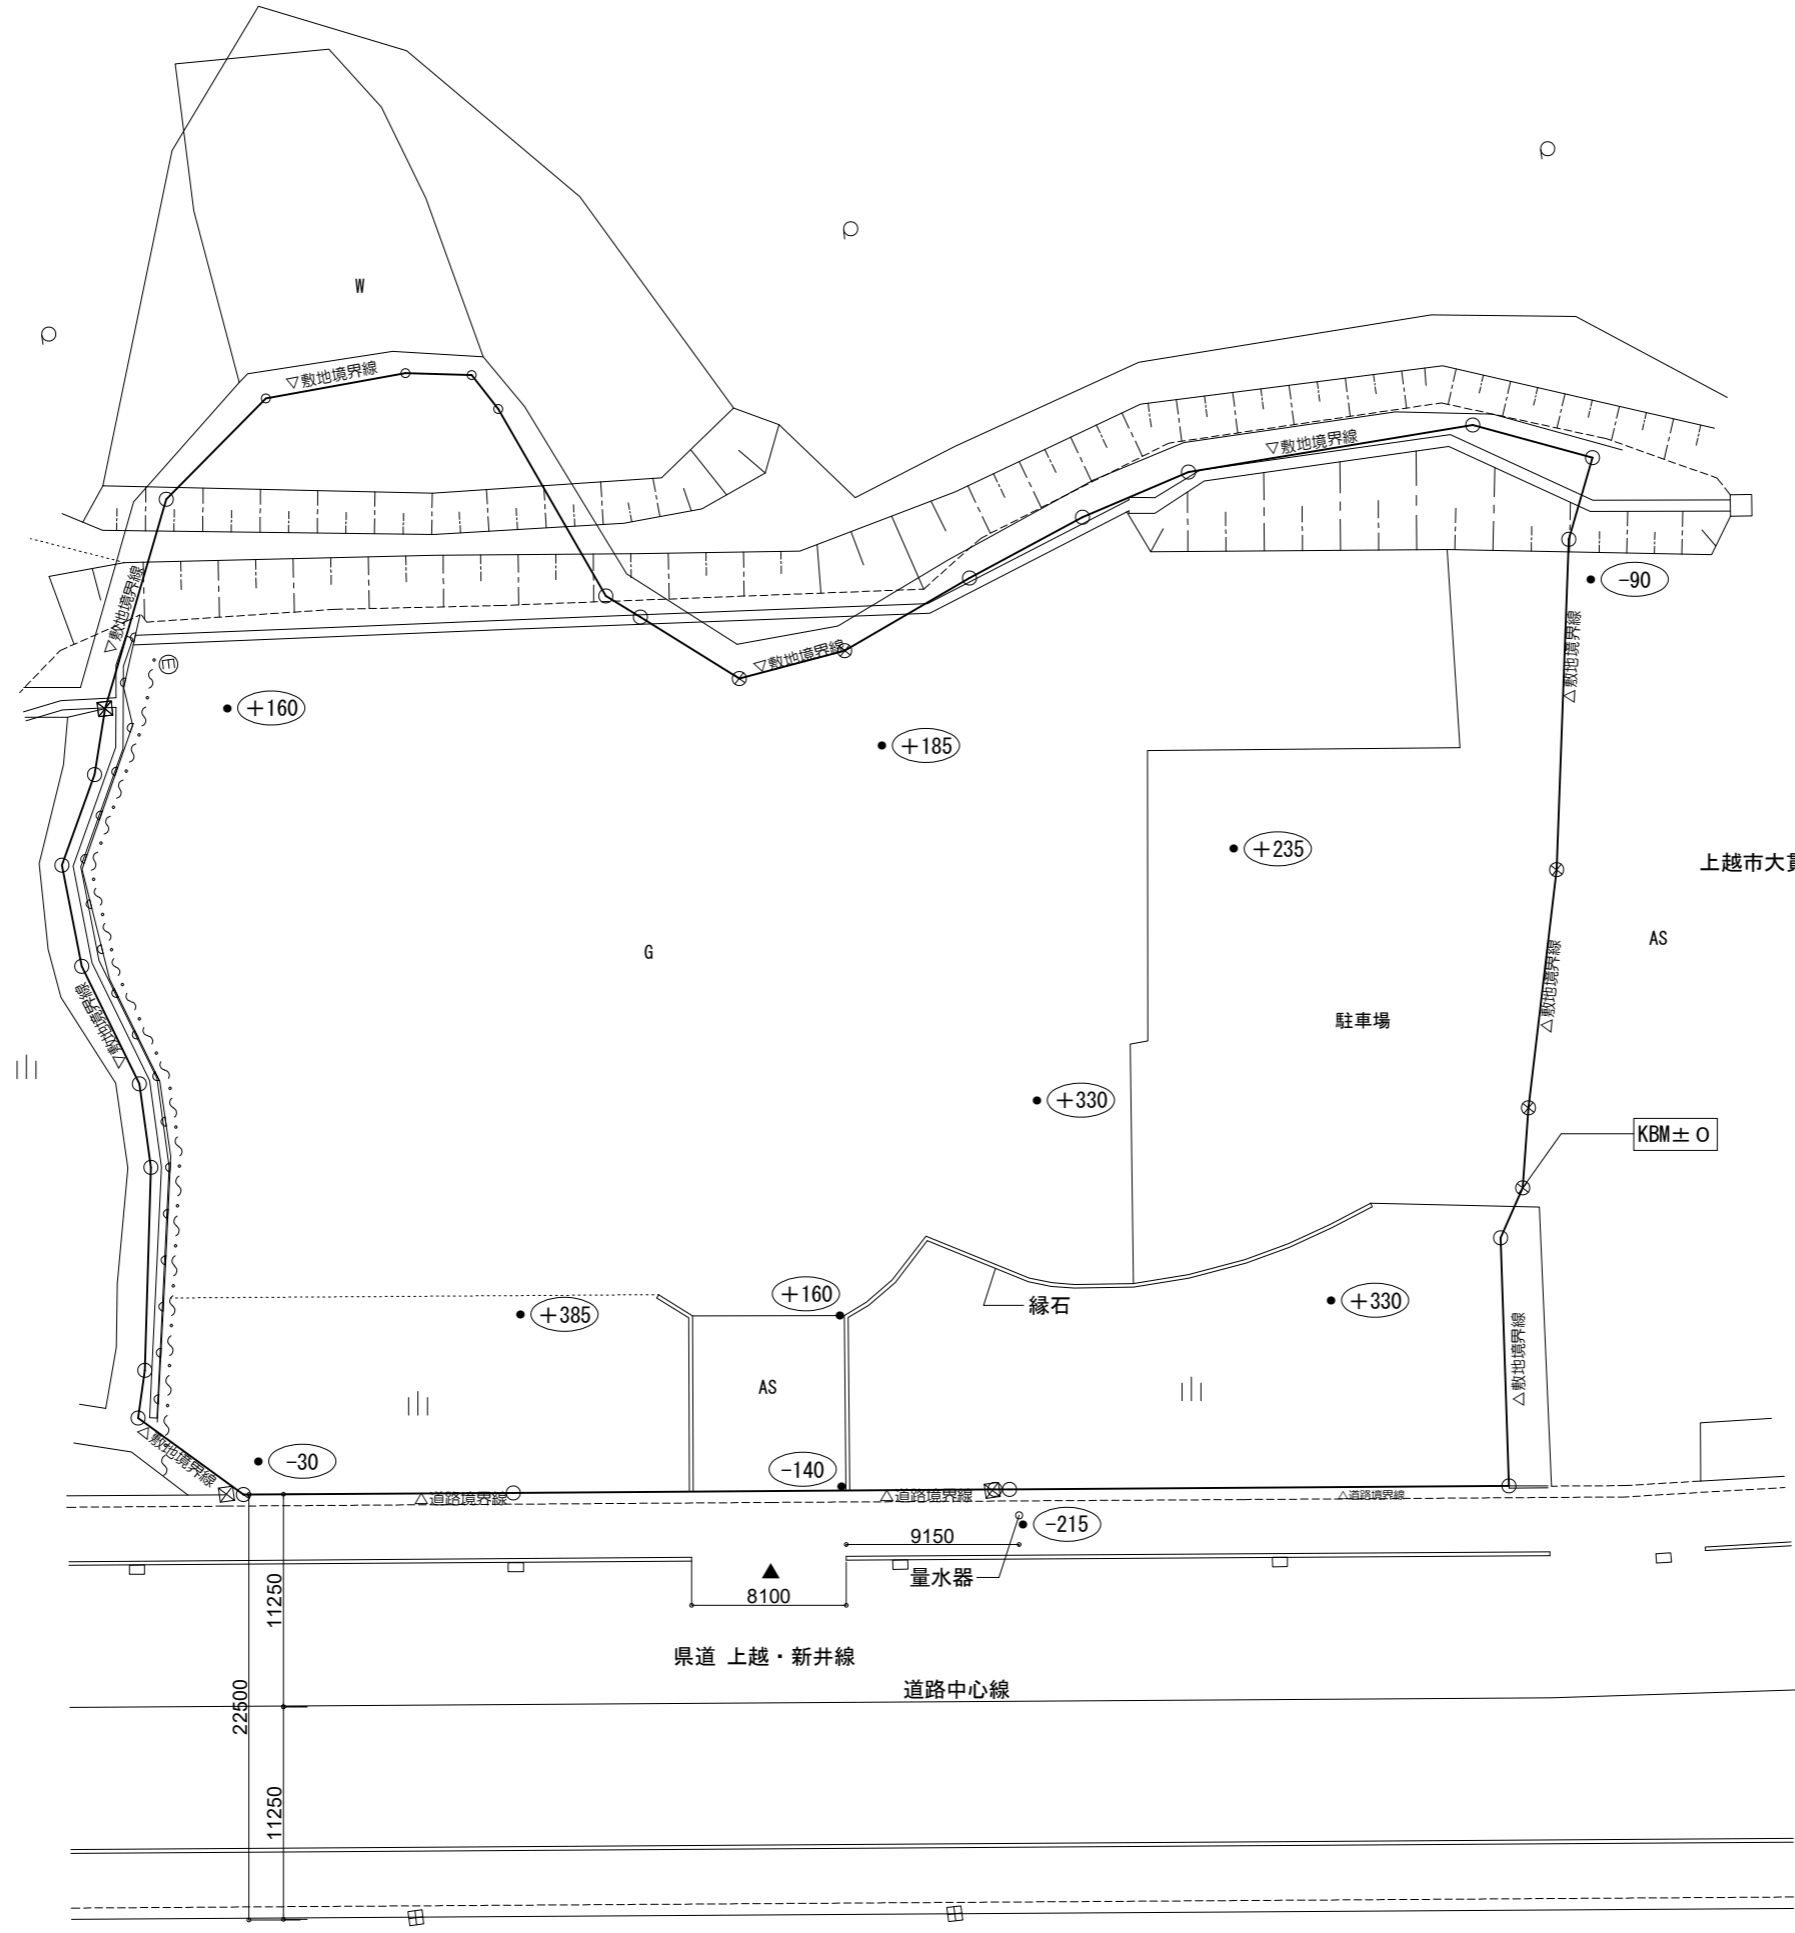 W
▽敷地境界線
▽敷地境界線
-90
▽敷地境界線
E
▽敷地境界線
△敷地境界線
+160
+185
+235
上越市大貫
G
AS
△敷地境界線
△敷地境界線
駐車場
+330
KBM±0
+160
+385
縁石
+330
△敷地境界線
AS
△敷地境界線
-30
-140
△道路境界線
△道路境界線
△道路境界線
-215
9150
量水器
8100
11250
県道 上越・新井線
道路中心線
22500
11250